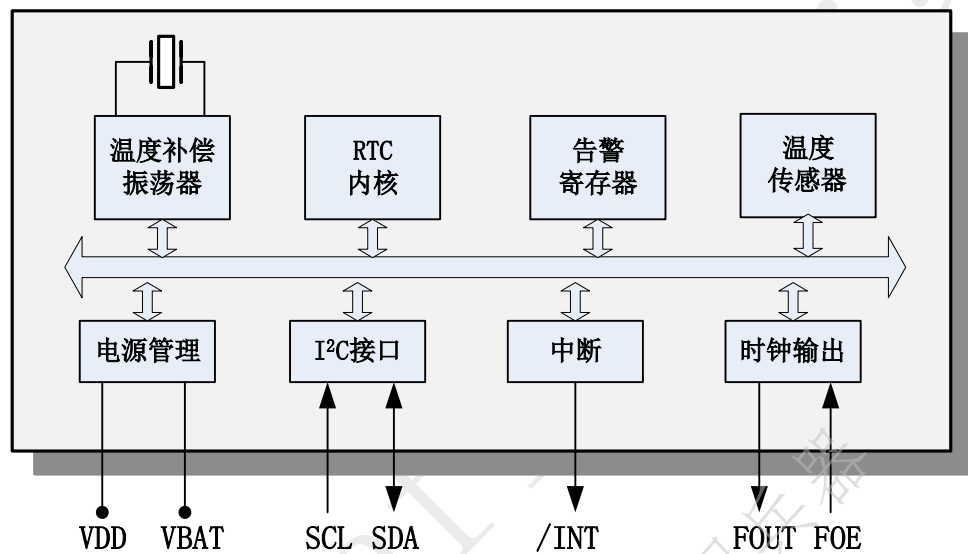 温度补偿
振荡器
RTC
内核
告警
寄存器
温度
传感器
电源管理
I²C接口
中断
时钟输出
VDD VBAT SCL SDA /INT FOUT FOE